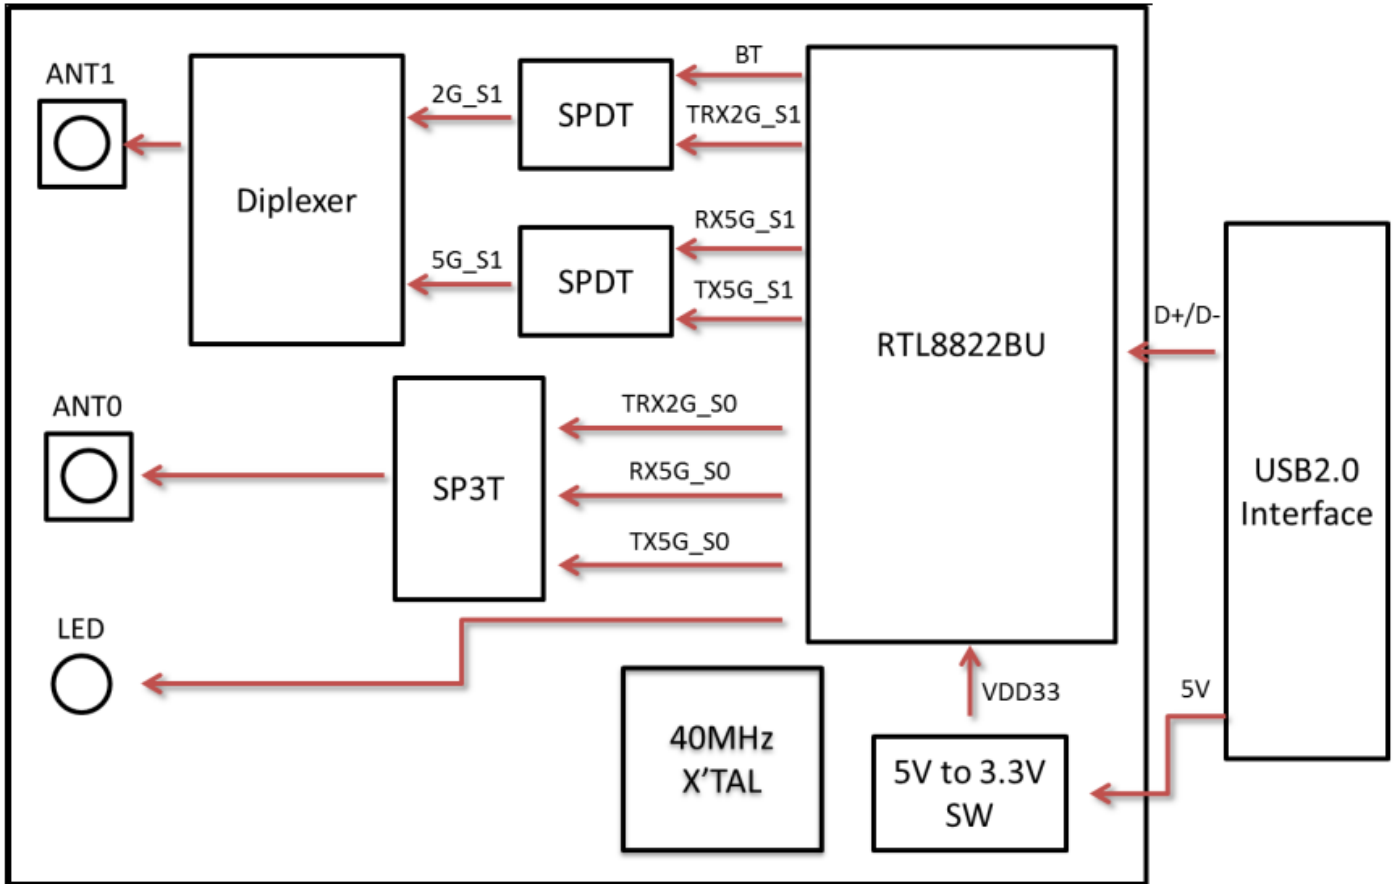 ANT1
Diplexer
2G_S1
SPDT
BT
TRX2G_S1
5G_S1
SPDT
RX5G_S1
TX5G_S1
RTL8822BU
D+/D-
USB2.0
Interface
ANT0
SP3T
TRX2G_S0
RX5G_S0
TX5G_S0
LED
40MHz
X'TAL
VDD33
5V to 3.3V
SW
5V